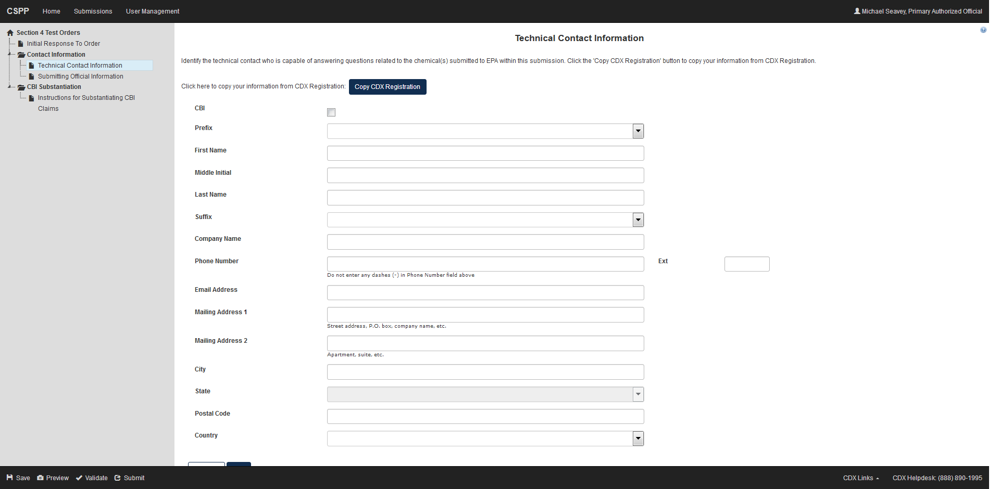 CSPP Home Submissions User Management Michael Seavey, Primary Authorized Official
Section 4 Test Orders
Initial Response To Order
Contact Information
Technical Contact Information
Submitting Official Information
CBI Substantiation
Instructions for Substantiating CBI
Claims
Technical Contact Information
Identify the technical contact who is capable of answering questions related to the chemical(s) submitted to EPA within this submission. Click the 'Copy CDX Registration' button to copy your information from CDX Registration.
Click here to copy your information from CDX Registration: Copy CDX Registration
CBI
Prefix
First Name
Middle Initial
Last Name
Suffix
Company Name
Phone Number Ext
Do not enter any dashes (-) in Phone Number field above
Email Address
Mailing Address 1
Street address, P.O. box, company name, etc.
Mailing Address 2
Apartment, suite, etc.
City
State
Postal Code
Country
Save Preview Validate Submit CDX Links CDX Helpdesk: (888) 890-1995